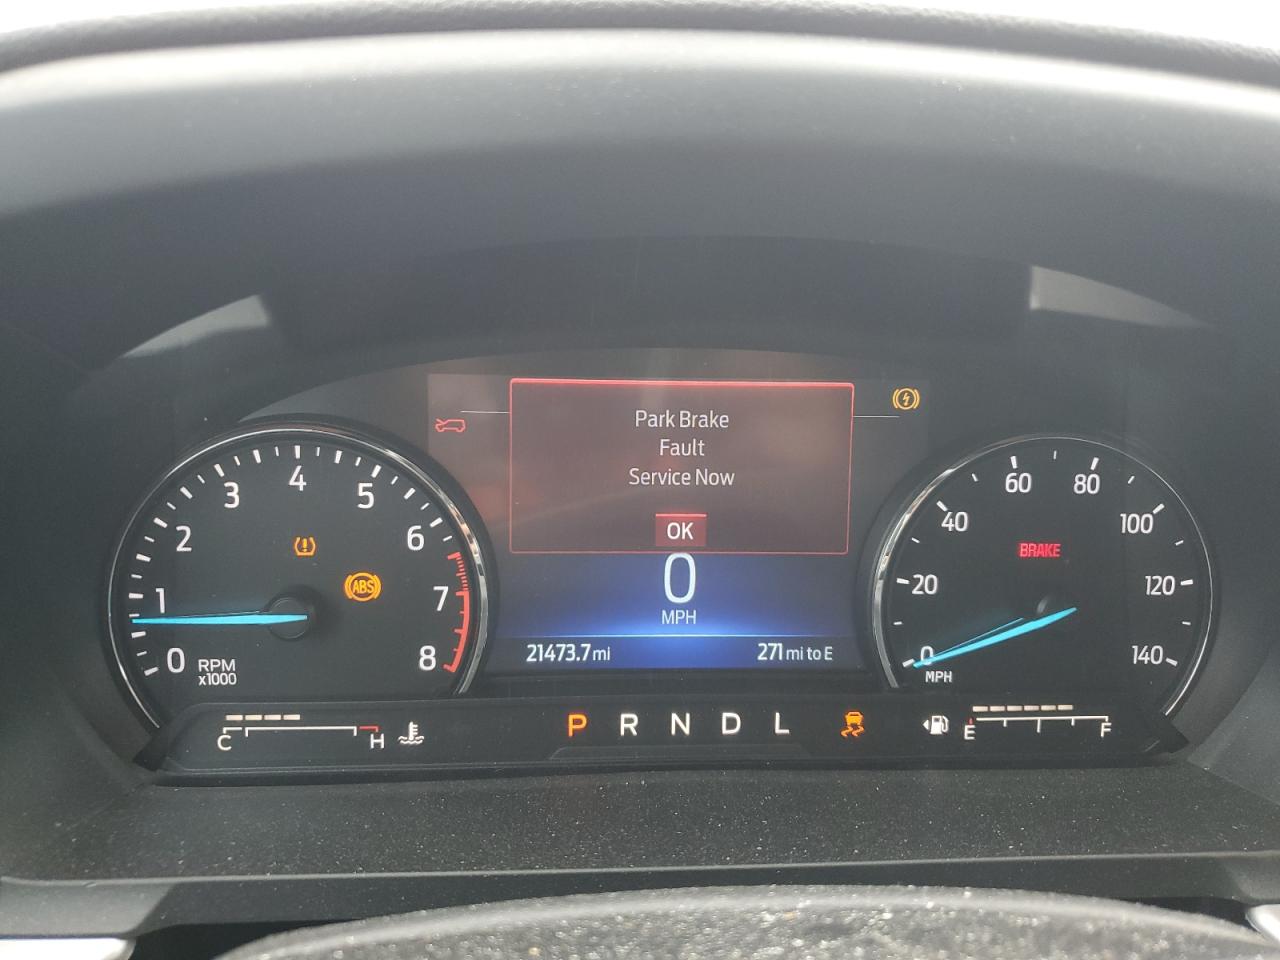 Park Brake
Fault
Service Now
OK
0
MPH
21473.7 mi 271 mi to E
0 1 2 3 4 5 6 7 8
RPM
x1000
ABS
0 20 40 60 80 100 120 140
MPH
BRAKE
C H
P R N D L
E F